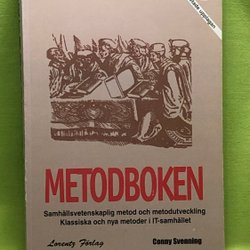 METODBOKEN
Samhällsvetenskaplig metod och metodutveckling
Klassiska och nya metoder i IT-samhället
Lorentz Förlag
Conny Svenning